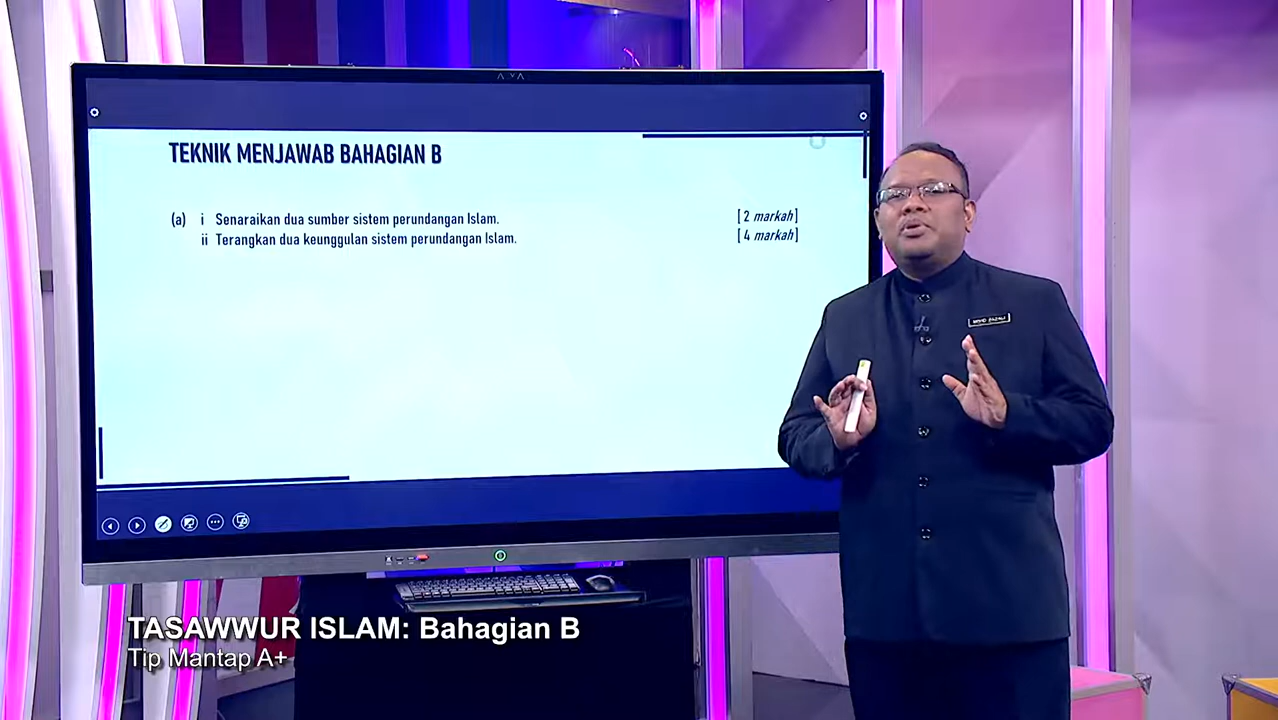 TEKNIK MENJAWAB BAHAGIAN B
(a) i Senaraikan dua sumber sistem perundangan Islam. [2 markah]
ii Terangkan dua keunggulan sistem perundangan Islam. [4 markah]
TASAWWUR ISLAM: Bahagian B
Tip Mantap A+